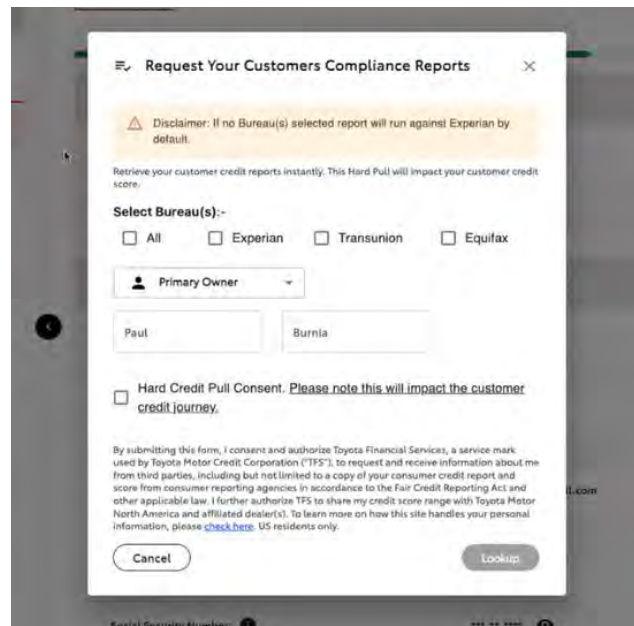 Request Your Customers Compliance Reports
Disclaimer: If no Bureau(s) selected report will run against Experian by
default.
Retrieve your customer credit reports instantly. This Hard Pull will impact your customer credit
score.
Select Bureau(s):-
All Experian Transunion Equifax
Primary Owner
Paul Burnia
Hard Credit Pull Consent. Please note this will impact the customer
credit journey.
By submitting this form, I consent and authorize Toyota Financial Services, a service mark
used by Toyota Motor Credit Corporation ("TFS"), to request and receive information about me
from third parties, including but not limited to a copy of your consumer credit report and
score from consumer reporting agencies in accordance to the Fair Credit Reporting Act and
other applicable law. I further authorize TFS to share my credit score range with Toyota Motor
North America and affiliated dealer(s). To learn more on how this site handles your personal
information, please check here. US residents only.
il.com
Cancel Lookup
Social Security Number